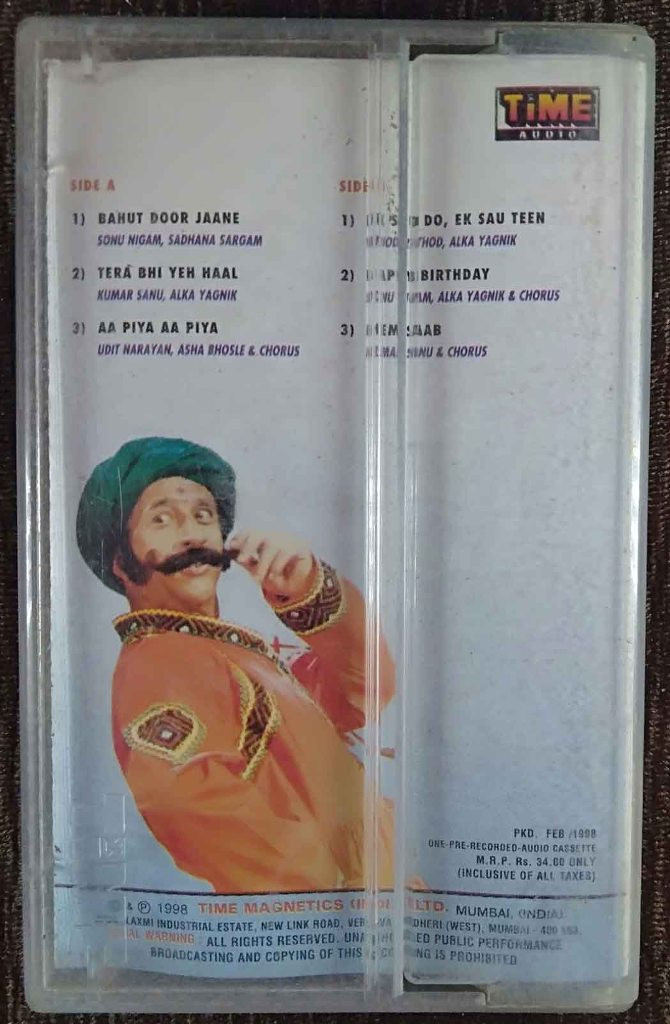 TiME
AUDIO
SIDE A
1) BAHUT DOOR JAANE
SONU NIGAM, SADHANA SARGAM
2) TERA BHI YEH HAAL
KUMAR SANU, ALKA YAGNIK
3) AA PIYA AA PIYA
UDIT NARAYAN, ASHA BHOSLE & CHORUS
SIDE
1) DO, EK SAU TEEN
ALKA YAGNIK
2) BIRTHDAY
ALKA YAGNIK & CHORUS
3)
& CHORUS
PKD. FEB /1998
ONE-PRE-RECORDED-AUDIO CASSETTE
M.R.P. Rs. 34.00 ONLY
(INCLUSIVE OF ALL TAXES)
& ℗ 1998 TIME MAGNETICS LTD. MUMBAI, (INDIA)
LAXMI INDUSTRIAL ESTATE, NEW LINK ROAD, (WEST), MUMBAI -
WARNING : ALL RIGHTS RESERVED. PUBLIC PERFORMANCE
BROADCASTING AND COPYING OF THIS IS PROHIBITED